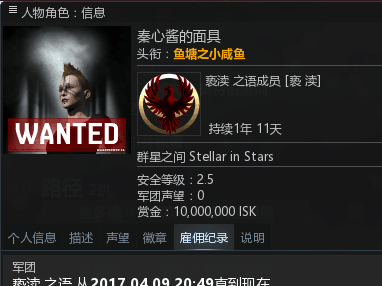 人物角色：信息
秦心酱的面具
头衔：鱼塘之小咸鱼
亵渎 之语成员 [亵 渎]
持续1年 11天
WANTED
群星之间 Stellar in Stars
安全等级：2.5
军团声望：0
赏金：10,000,000 ISK
个人信息 描述 声望 徽章 雇佣纪录 说明
军团
亵渎 之语 从2017.04.09 20:49直到现在